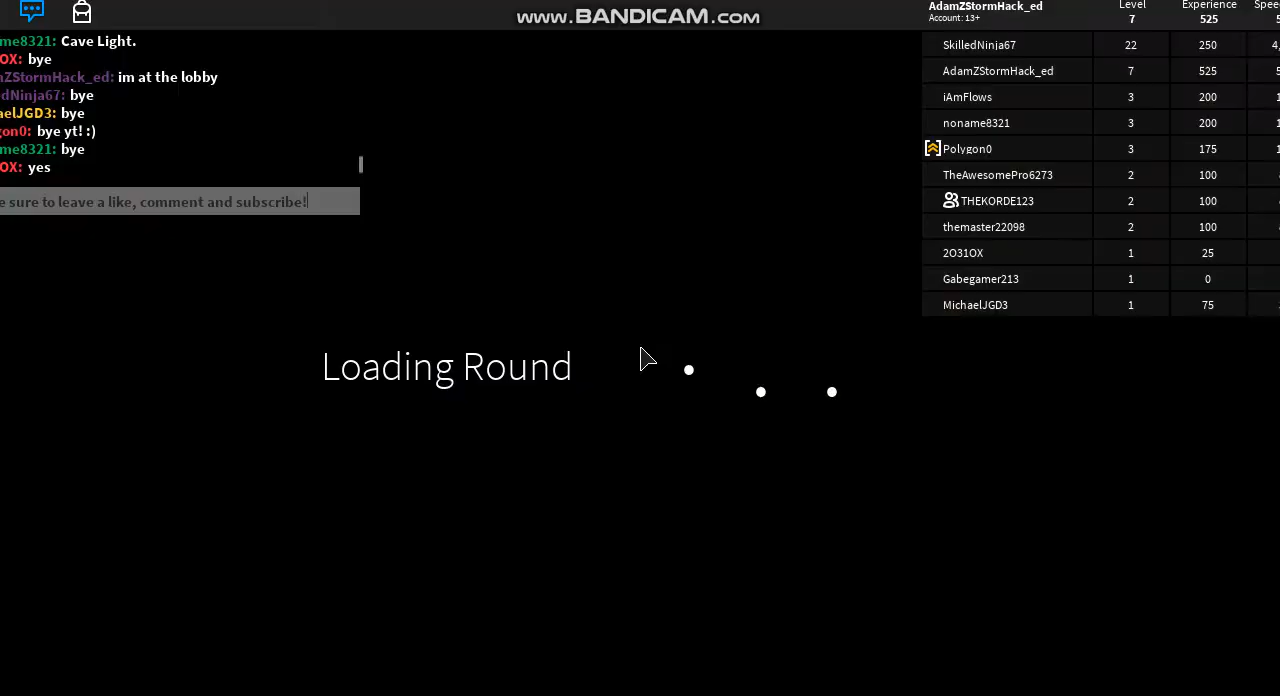 www.BANDICAM.com
AdamZStormHack_ed
Account: 13+
Level
7
Experience
525
me8321: Cave Light.
OX: bye
ZStormHack_ed: im at the lobby
dNinja67: bye
aelJGD3: bye
gon0: bye yt! :)
me8321: bye
OX: yes
e sure to leave a like, comment and subscribe!
SkilledNinja67 22 250 4,
AdamZStormHack_ed 7 525
iAmFlows 3 200
noname8321 3 200
Polygon0 3 175
TheAwesomePro6273 2 100
THEKORDE123 2 100
themaster22098 2 100
2O31OX 1 25
Gabegamer213 1 0
MichaelJGD3 1 75
Loading Round